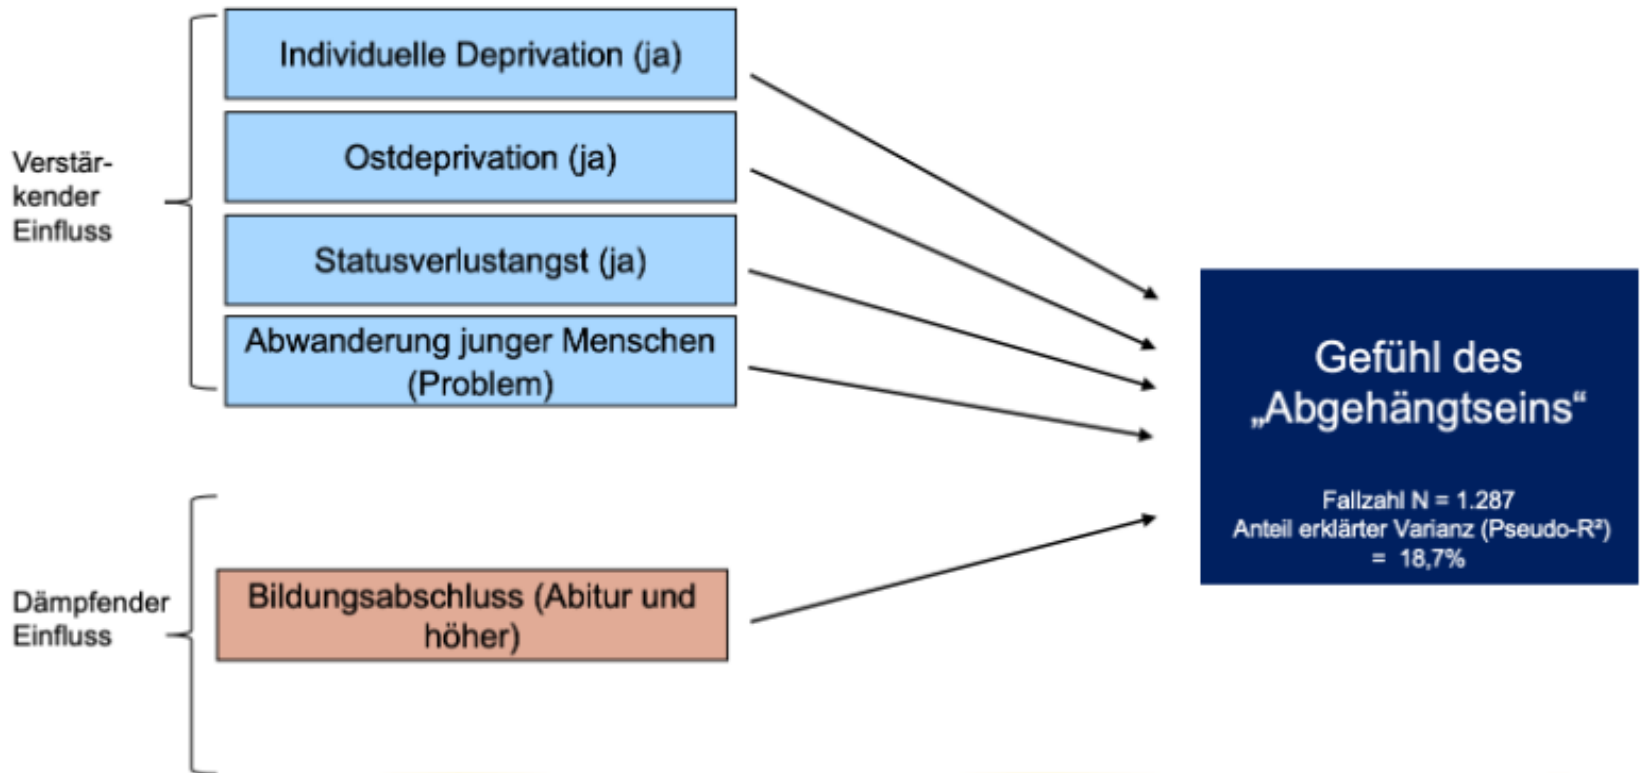 Verstär-
kender
Einfluss
Individuelle Deprivation (ja)
Ostdeprivation (ja)
Statusverlustangst (ja)
Abwanderung junger Menschen
(Problem)
Dämpfender
Einfluss
Bildungsabschluss (Abitur und
höher)
Gefühl des
„Abgehängtseins“
Fallzahl N = 1.287
Anteil erklärter Varianz (Pseudo-R²)
= 18,7%